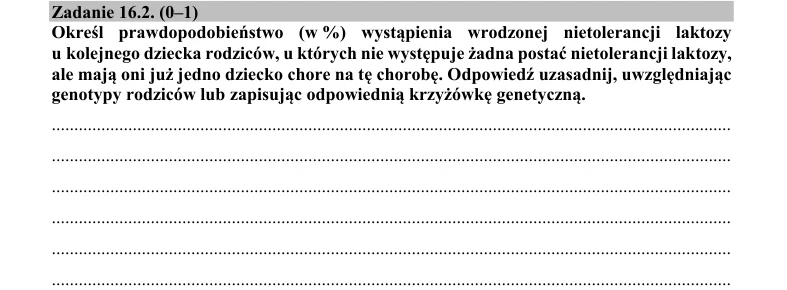 Zadanie 16.2. (0–1)
Określ prawdopodobieństwo (w %) wystąpienia wrodzonej nietolerancji laktozy
u kolejnego dziecka rodziców, u których nie występuje żadna postać nietolerancji laktozy,
ale mają oni już jedno dziecko chore na tę chorobę. Odpowiedź uzasadnij, uwzględniając
genotypy rodziców lub zapisując odpowiednią krzyżówkę genetyczną.